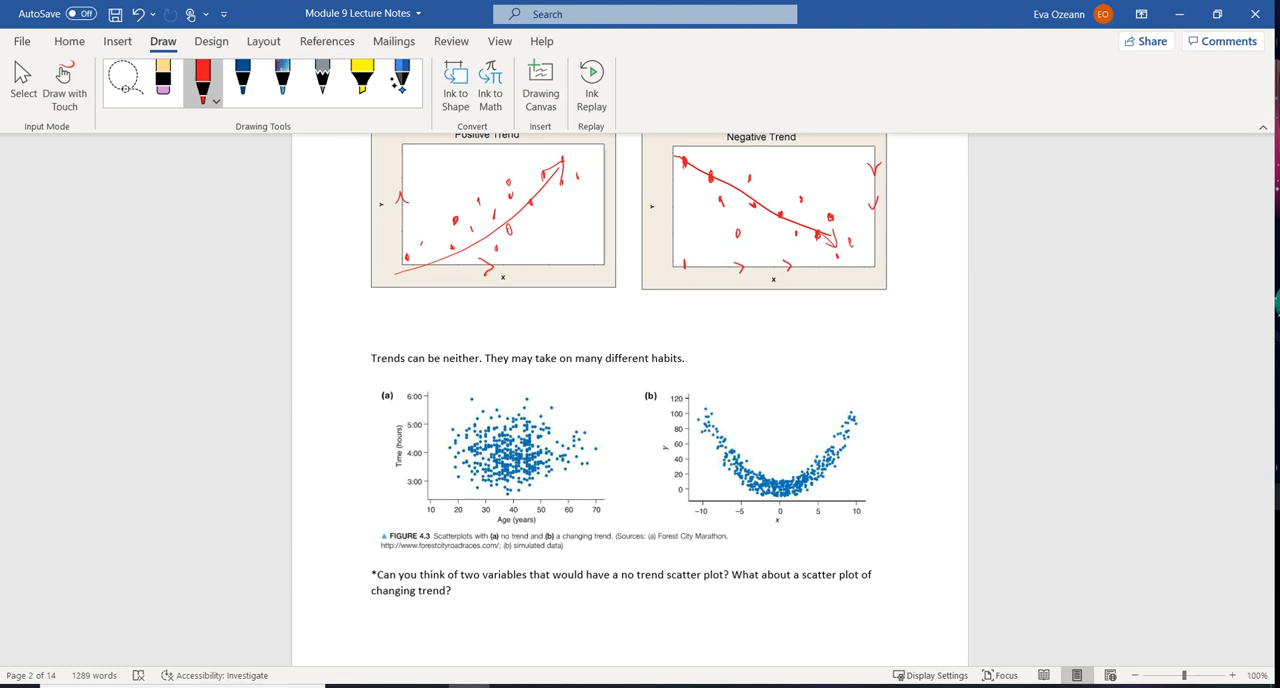 AutoSave Off Module 9 Lecture Notes Search Eva Ozeann EO
File Home Insert Draw Design Layout References Mailings Review View Help Share Comments
Select Draw with Touch Ink to Shape Ink to Math Drawing Canvas Ink Replay
Input Mode Drawing Tools Convert Insert Replay
Positive Trend Negative Trend
Y Y
X X
Trends can be neither. They may take on many different habits.
(a) (b)
6:00 5:00 4:00 3:00
Time (hours)
10 20 30 40 50 60 70
Age (years)
120 100 80 60 40 20 0
y
-10 -5 0 5 10
x
▲ FIGURE 4.3 Scatterplots with (a) no trend and (b) a changing trend. (Sources: (a) Forest City Marathon,
http://www.forestcityroadraces.com/; (b) simulated data)
*Can you think of two variables that would have a no trend scatter plot? What about a scatter plot of
changing trend?
Page 2 of 14 1289 words Accessibility: Investigate Display Settings Focus 100%